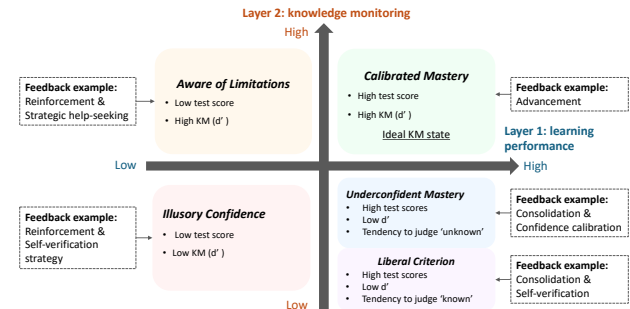 Layer 2: knowledge monitoring
High
Feedback example:
Reinforcement &
Strategic help-seeking
Aware of Limitations
• Low test score
• High KM (d’ )
Calibrated Mastery
• High test score
• High KM (d’ )
Ideal KM state
Feedback example:
Advancement
Layer 1: learning
performance
Low
High
Feedback example:
Reinforcement &
Self-verification
strategy
Illusory Confidence
• Low test score
• Low KM (d’ )
Underconfident Mastery
• High test scores
• Low d’
• Tendency to judge ‘unknown’
Feedback example:
Consolidation &
Confidence calibration
Liberal Criterion
• High test scores
• Low d’
• Tendency to judge ‘known’
Feedback example:
Consolidation &
Self-verification
Low